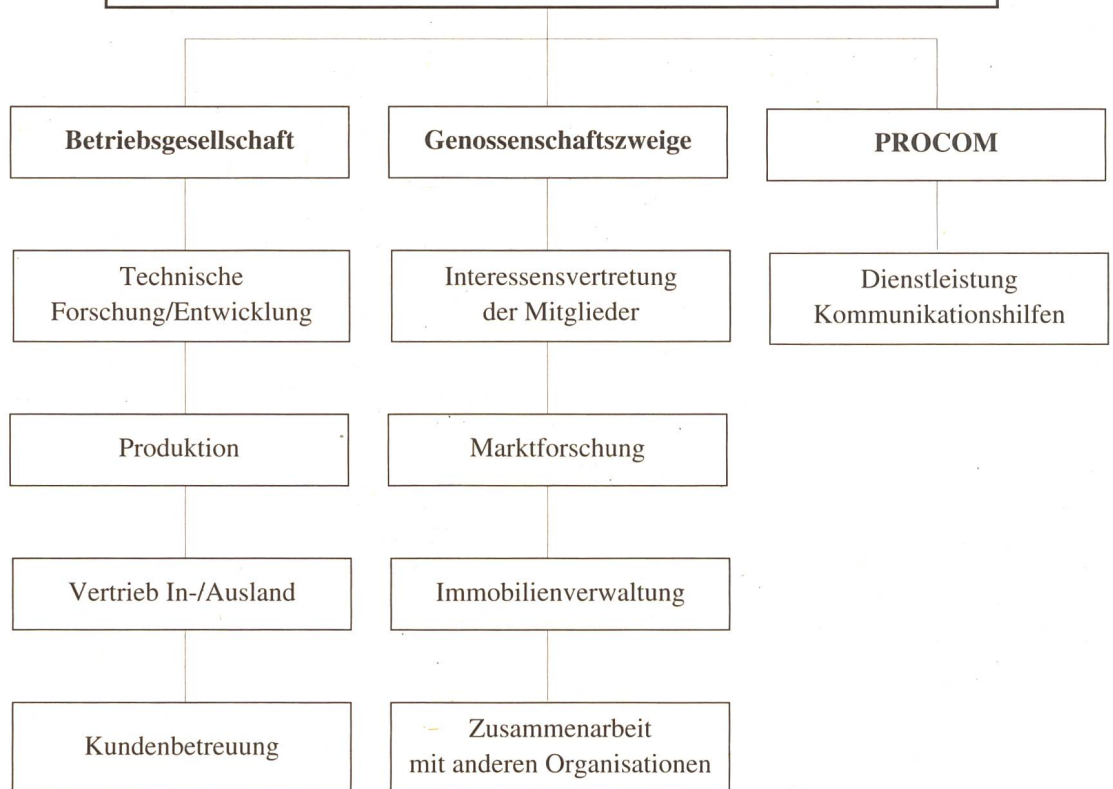 Betriebsgesellschaft
Technische
Forschung/Entwicklung
Produktion
Vertrieb In-/Ausland
Kundenbetreuung
Genossenschaftszweige
Interessensvertretung
der Mitglieder
Marktforschung
Immobilienverwaltung
Zusammenarbeit
mit anderen Organisationen
PROCOM
Dienstleistung
Kommunikationshilfen